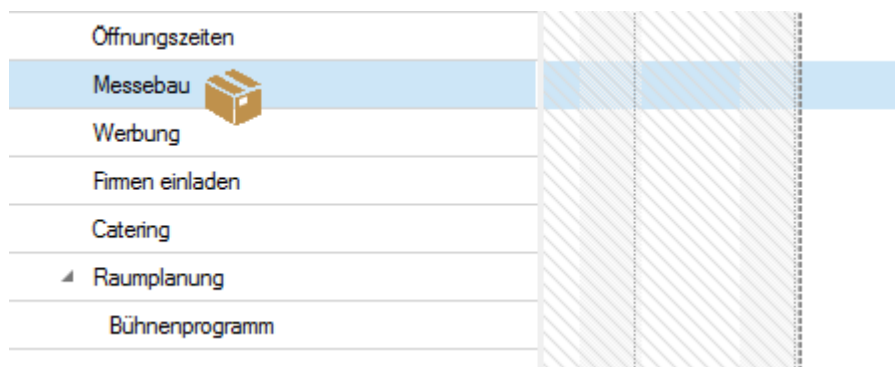 Öffnungszeiten
Messebau
Werbung
Firmen einladen
Catering
Raumplanung
Bühnenprogramm